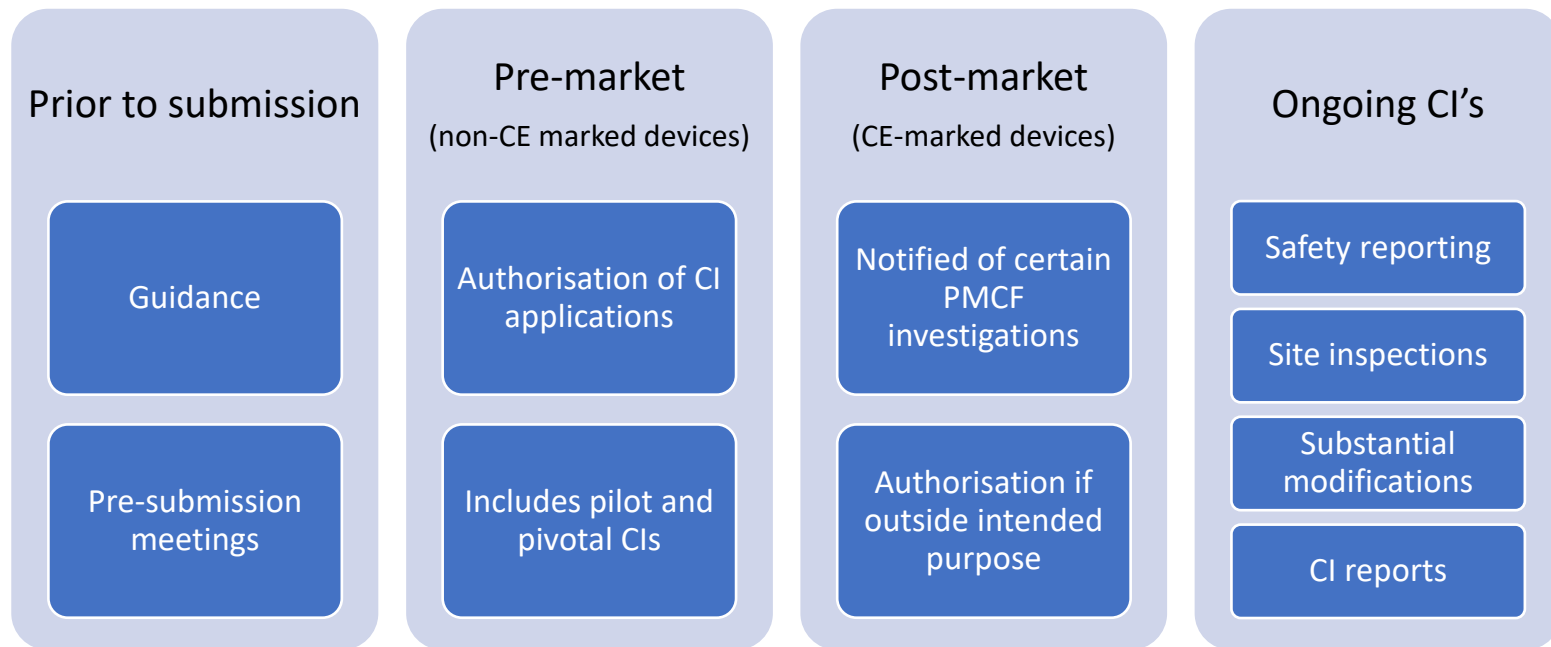 Prior to submission
Guidance
Pre-submission
meetings
Pre-market
(non-CE marked devices)
Authorisation of CI
applications
Includes pilot and
pivotal CIs
Post-market
(CE-marked devices)
Notified of certain
PMCF
investigations
Authorisation if
outside intended
purpose
Ongoing CI’s
Safety reporting
Site inspections
Substantial
modifications
CI reports